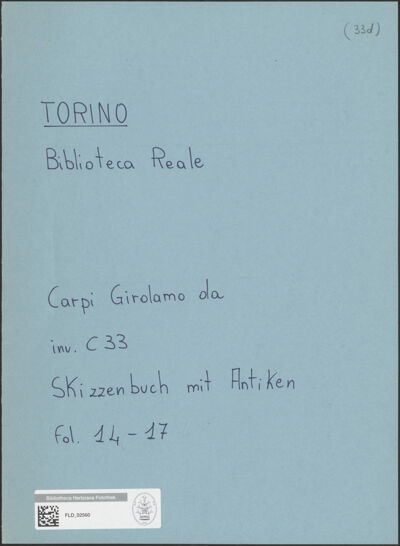 (33d)
TORINO
Biblioteca Reale
Carpi Girolamo da
inv. C 33
Skizzenbuch mit Antiken
fol. 14-17
Bibliotheca Hertziana Fotothek
FLD_02560